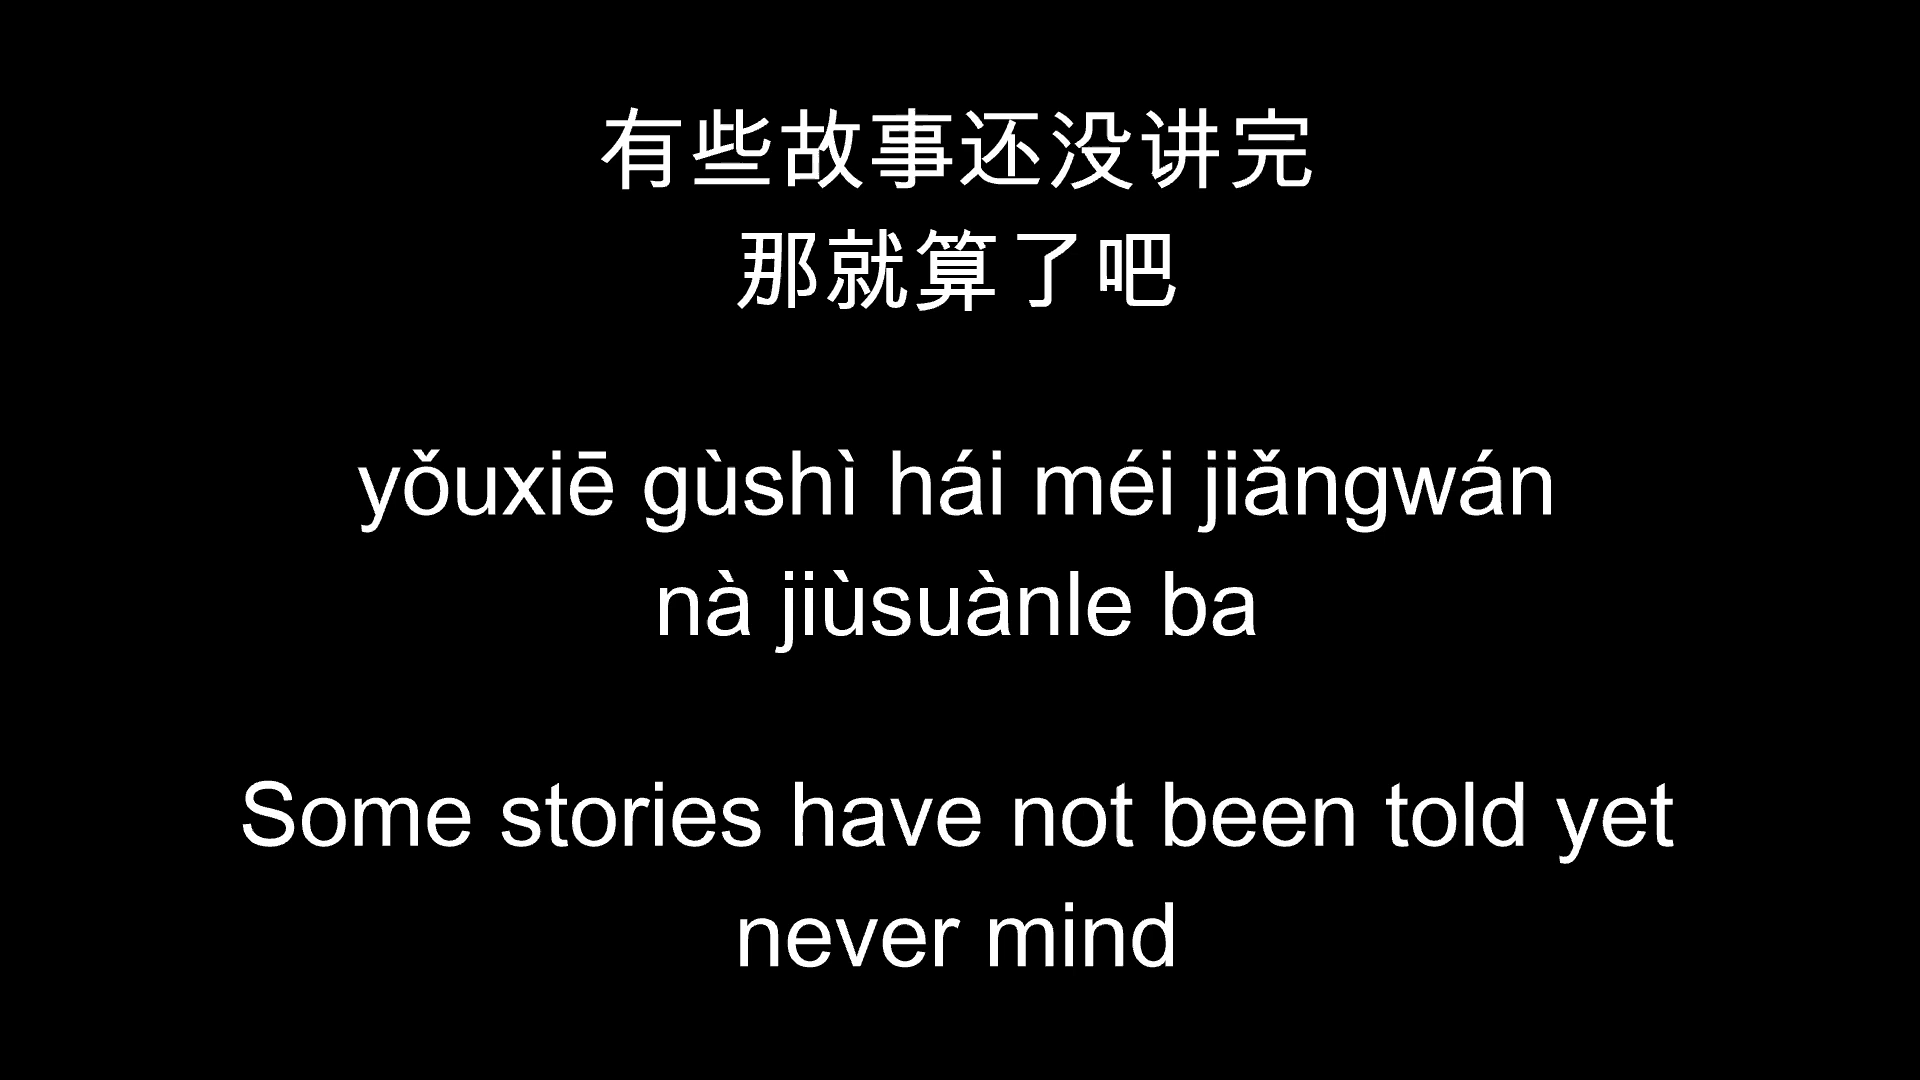 有些故事还没讲完
那就算了吧
yǒuxiē gùshì hái méi jiǎngwán
nà jiùsuànle ba
Some stories have not been told yet
never mind